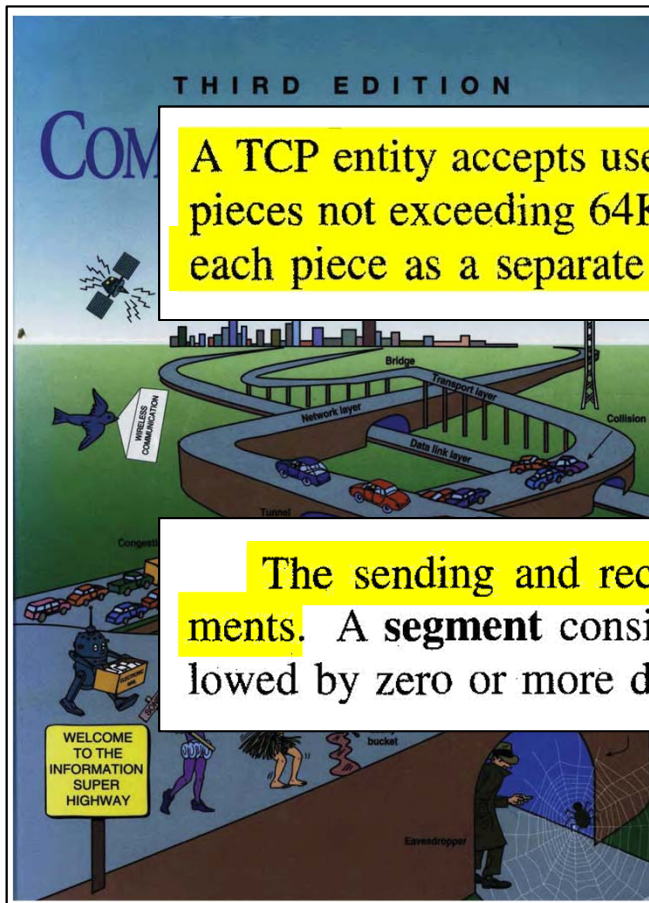 THIRD EDITION
COM
A TCP entity accepts use
pieces not exceeding 64K
each piece as a separate
Bridge
Transport layer
Network layer
Collision
Data link layer
WIRELESS
COMMUNICATION
Tunnel
Congesti
The sending and rec
ments. A segment consi
lowed by zero or more d
ELECTRONIC
WELCOME
TO THE
INFORMATION
SUPER
HIGHWAY
bucket
Eavesdropper